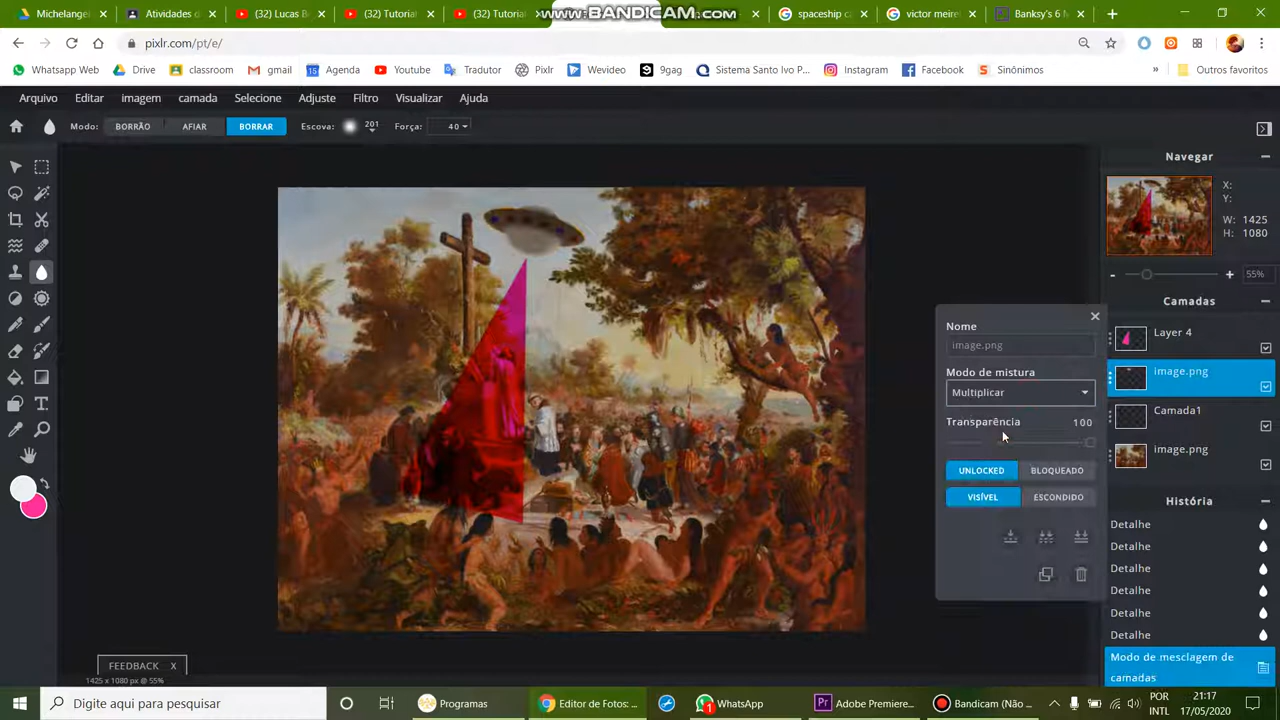 Michelangel
Atividades d
(32) Lucas B
(32) Tutoria
(32) Tutoria
www.BANDICAM.com
spaceship ca
victor meire
Banksy's 6 M
pixlr.com/pt/e/
Whatsapp Web
Drive
classroom
gmail
Agenda
Youtube
Tradutor
Pixlr
Wevideo
9gag
Sistema Santo Ivo P...
Instagram
Facebook
Sinônimos
»
Outros favoritos
Arquivo
Editar
imagem
camada
Selecione
Adjuste
Filtro
Visualizar
Ajuda
Modo:
BORRÃO
AFIAR
BORRAR
Escova:
201
Força:
40
Navegar
X:
Y:
W: 1425
H: 1080
- + 55%
Camadas
Layer 4
image.png
Camada1
image.png
Nome
image.png
Modo de mistura
Multiplicar
Transparência 100
UNLOCKED BLOQUEADO
VISÍVEL ESCONDIDO
História
Detalhe
Detalhe
Detalhe
Detalhe
Detalhe
Detalhe
Modo de mesclagem de
camadas
FEEDBACK X
1425 x 1080 px @ 55%
Digite aqui para pesquisar
Programas
Editor de Fotos: ...
1
WhatsApp
Adobe Premiere...
Bandicam (Não ...
POR
INTL
21:17
17/05/2020